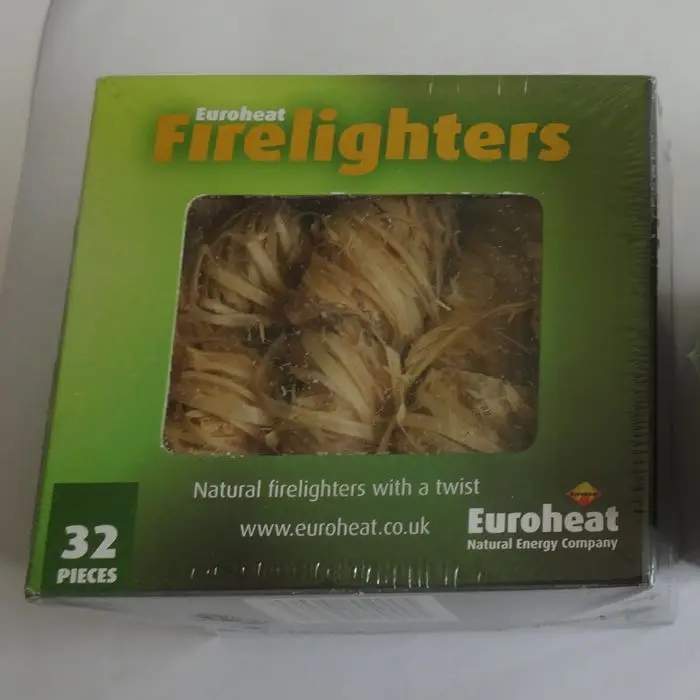 Euroheat
Firelighters
Natural firelighters with a twist
www.euroheat.co.uk
Euroheat
Natural Energy Company
32
PIECES